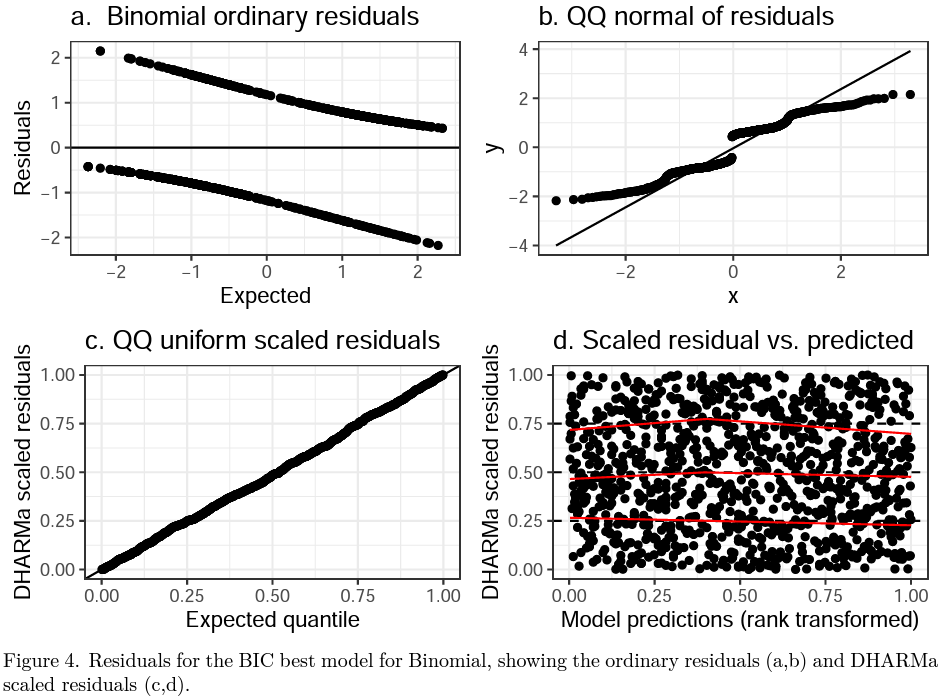 a. Binomial ordinary residuals
Residuals
2
1
0
−1
−2
−2 −1 0 1 2
Expected
b. QQ normal of residuals
y
4
2
0
−2
−4
−2 0 2
x
c. QQ uniform scaled residuals
DHARMa scaled residuals
1.00
0.75
0.50
0.25
0.00
0.00 0.25 0.50 0.75 1.00
Expected quantile
d. Scaled residual vs. predicted
DHARMa scaled residuals
1.00
0.75
0.50
0.25
0.00
0.00 0.25 0.50 0.75 1.00
Model predictions (rank transformed)
Figure 4. Residuals for the BIC best model for Binomial, showing the ordinary residuals (a,b) and DHARMa
scaled residuals (c,d).